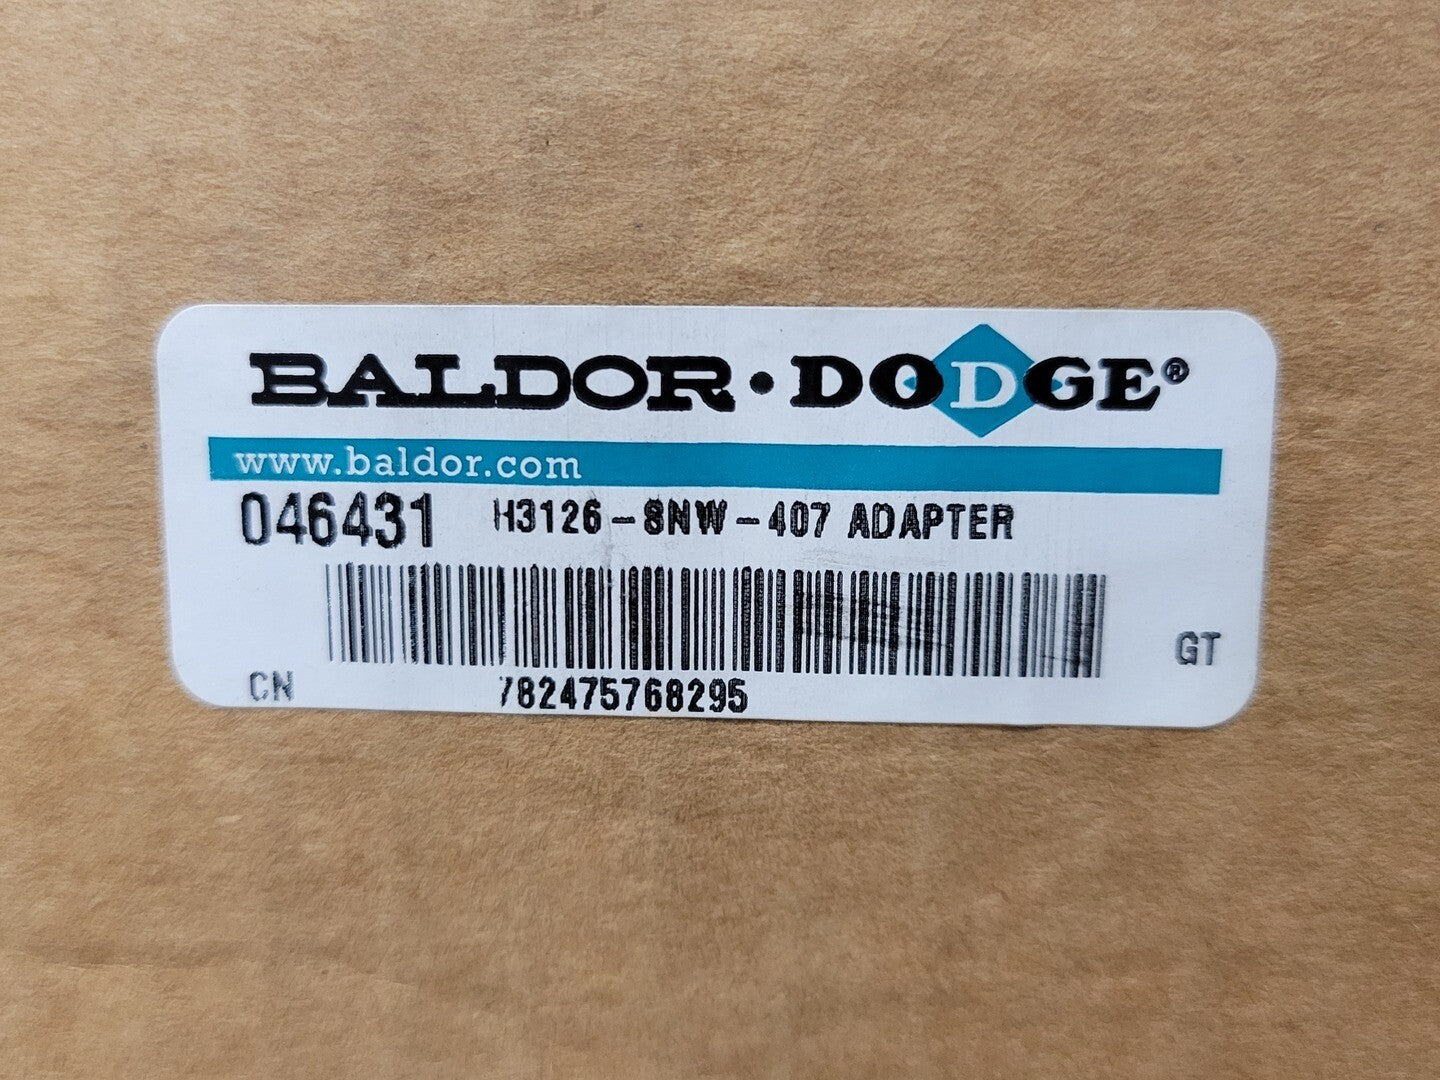 BALDOR · DODGE®
www.baldor.com
046431 H3126-8NW-407 ADAPTER
GT
CN 782475768295